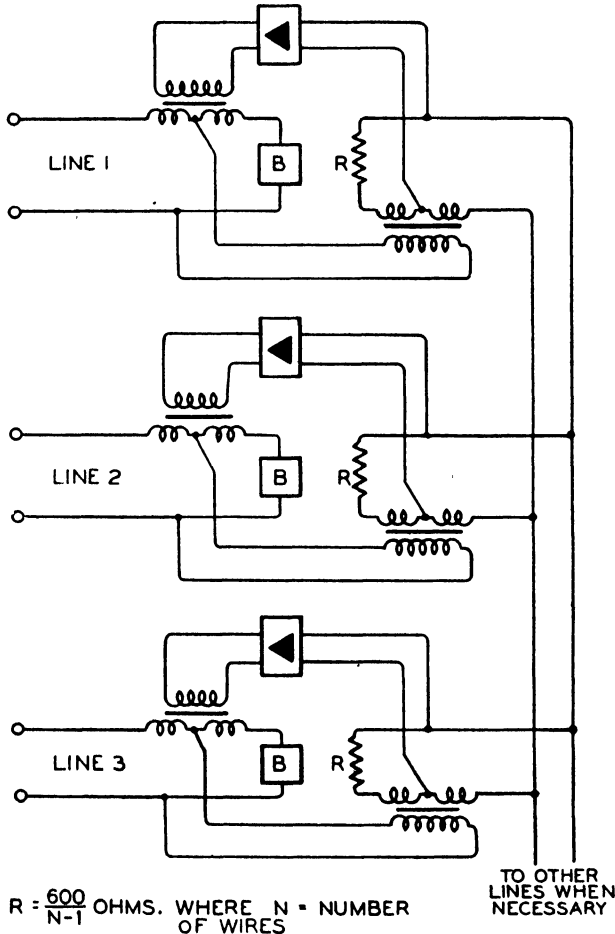 B
LINE 1
R
B
LINE 2
R
B
LINE 3
R
TO OTHER
LINES WHEN
NECESSARY
R = 600/N-1 OHMS. WHERE N = NUMBER
OF WIRES